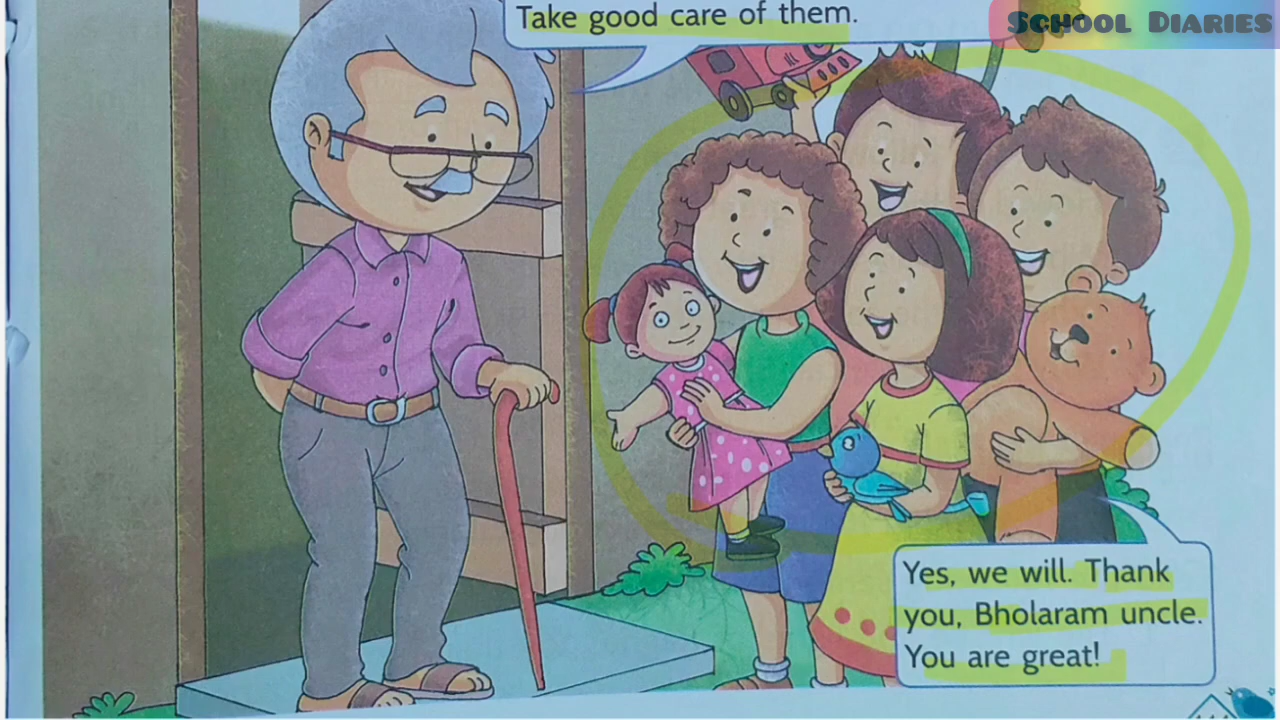 Take good care of them.
School Diaries
Yes, we will. Thank
you, Bholaram uncle.
You are great!